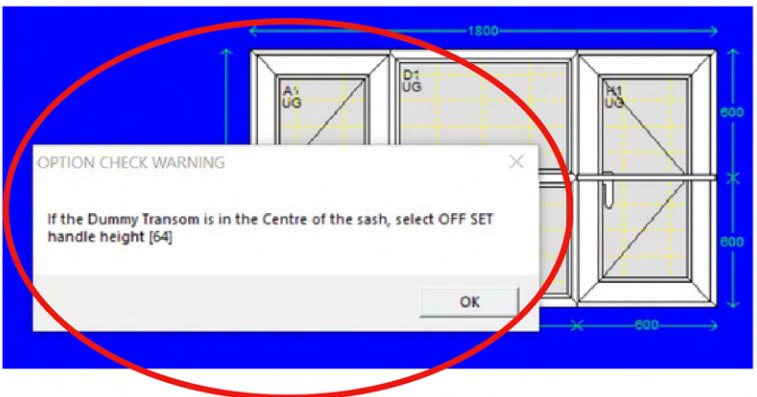 1800
A1
UG
D1
UG
H1
UG
600
OPTION CHECK WARNING
If the Dummy Transom is in the Centre of the sash, select OFF SET
handle height [64]
OK
600
600